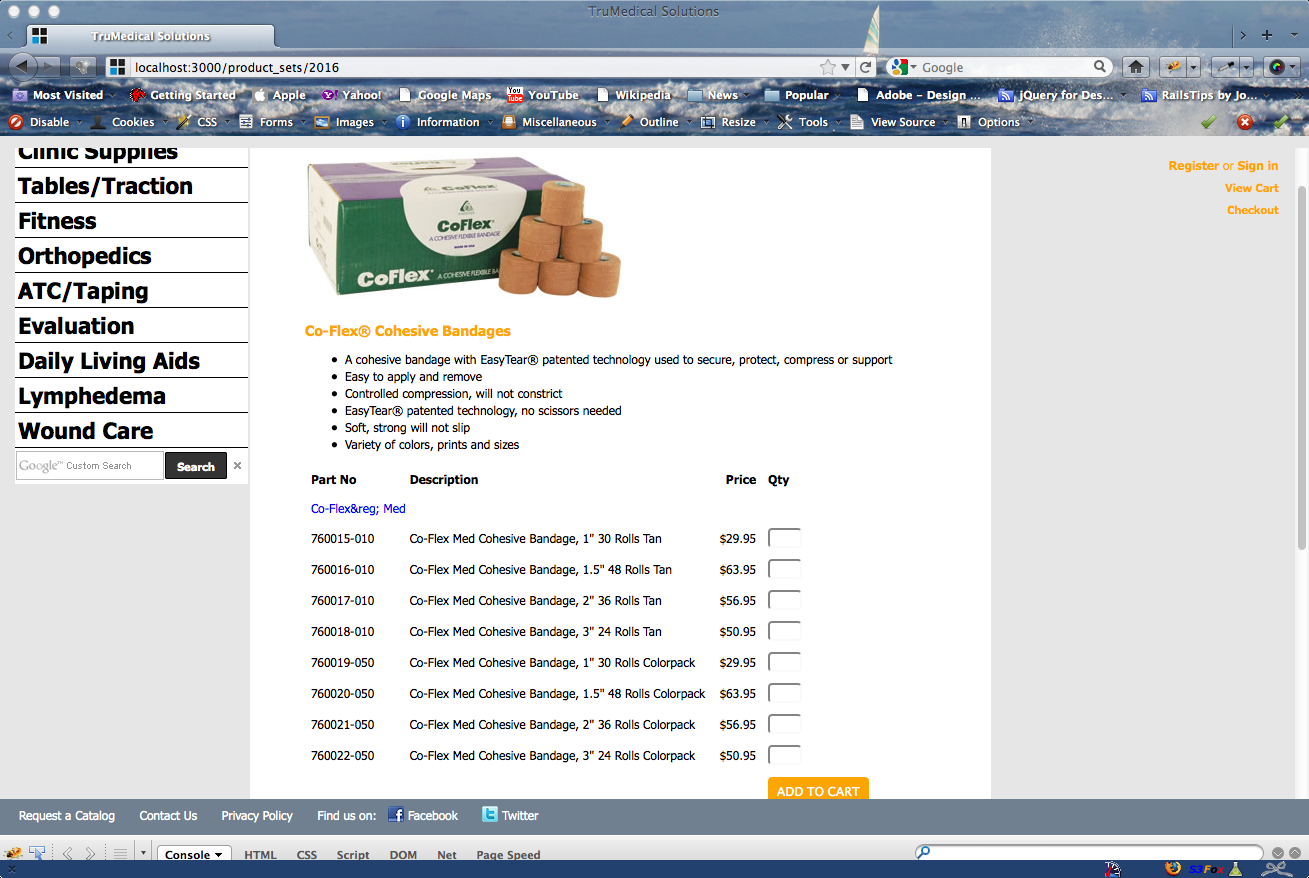 TruMedical Solutions
TruMedical Solutions
localhost:3000/product_sets/2016
Google
Most Visited Getting Started Apple Yahoo! Google Maps YouTube Wikipedia News Popular Adobe – Design ... jQuery for Des... RailsTips by Jo...
Disable Cookies CSS Forms Images Information Miscellaneous Outline Resize Tools View Source Options
Clinic Supplies
Tables/Traction
Fitness
Orthopedics
ATC/Taping
Evaluation
Daily Living Aids
Lymphedema
Wound Care
Google™ Custom Search Search
Register or Sign in
View Cart
Checkout
CoFlex
CoFlex®
A COHESIVE FLEXIBLE BANDAGE
MADE IN USA
CoFlex® A COHESIVE FLEXIBLE BA
Co-Flex® Cohesive Bandages
• A cohesive bandage with EasyTear® patented technology used to secure, protect, compress or support
• Easy to apply and remove
• Controlled compression, will not constrict
• EasyTear® patented technology, no scissors needed
• Soft, strong will not slip
• Variety of colors, prints and sizes
Part No Description Price Qty
Co-Flex&reg; Med
760015-010 Co-Flex Med Cohesive Bandage, 1" 30 Rolls Tan $29.95
760016-010 Co-Flex Med Cohesive Bandage, 1.5" 48 Rolls Tan $63.95
760017-010 Co-Flex Med Cohesive Bandage, 2" 36 Rolls Tan $56.95
760018-010 Co-Flex Med Cohesive Bandage, 3" 24 Rolls Tan $50.95
760019-050 Co-Flex Med Cohesive Bandage, 1" 30 Rolls Colorpack $29.95
760020-050 Co-Flex Med Cohesive Bandage, 1.5" 48 Rolls Colorpack $63.95
760021-050 Co-Flex Med Cohesive Bandage, 2" 36 Rolls Colorpack $56.95
760022-050 Co-Flex Med Cohesive Bandage, 3" 24 Rolls Colorpack $50.95
ADD TO CART
Request a Catalog Contact Us Privacy Policy Find us on: Facebook Twitter
Console HTML CSS Script DOM Net Page Speed
S3Fox